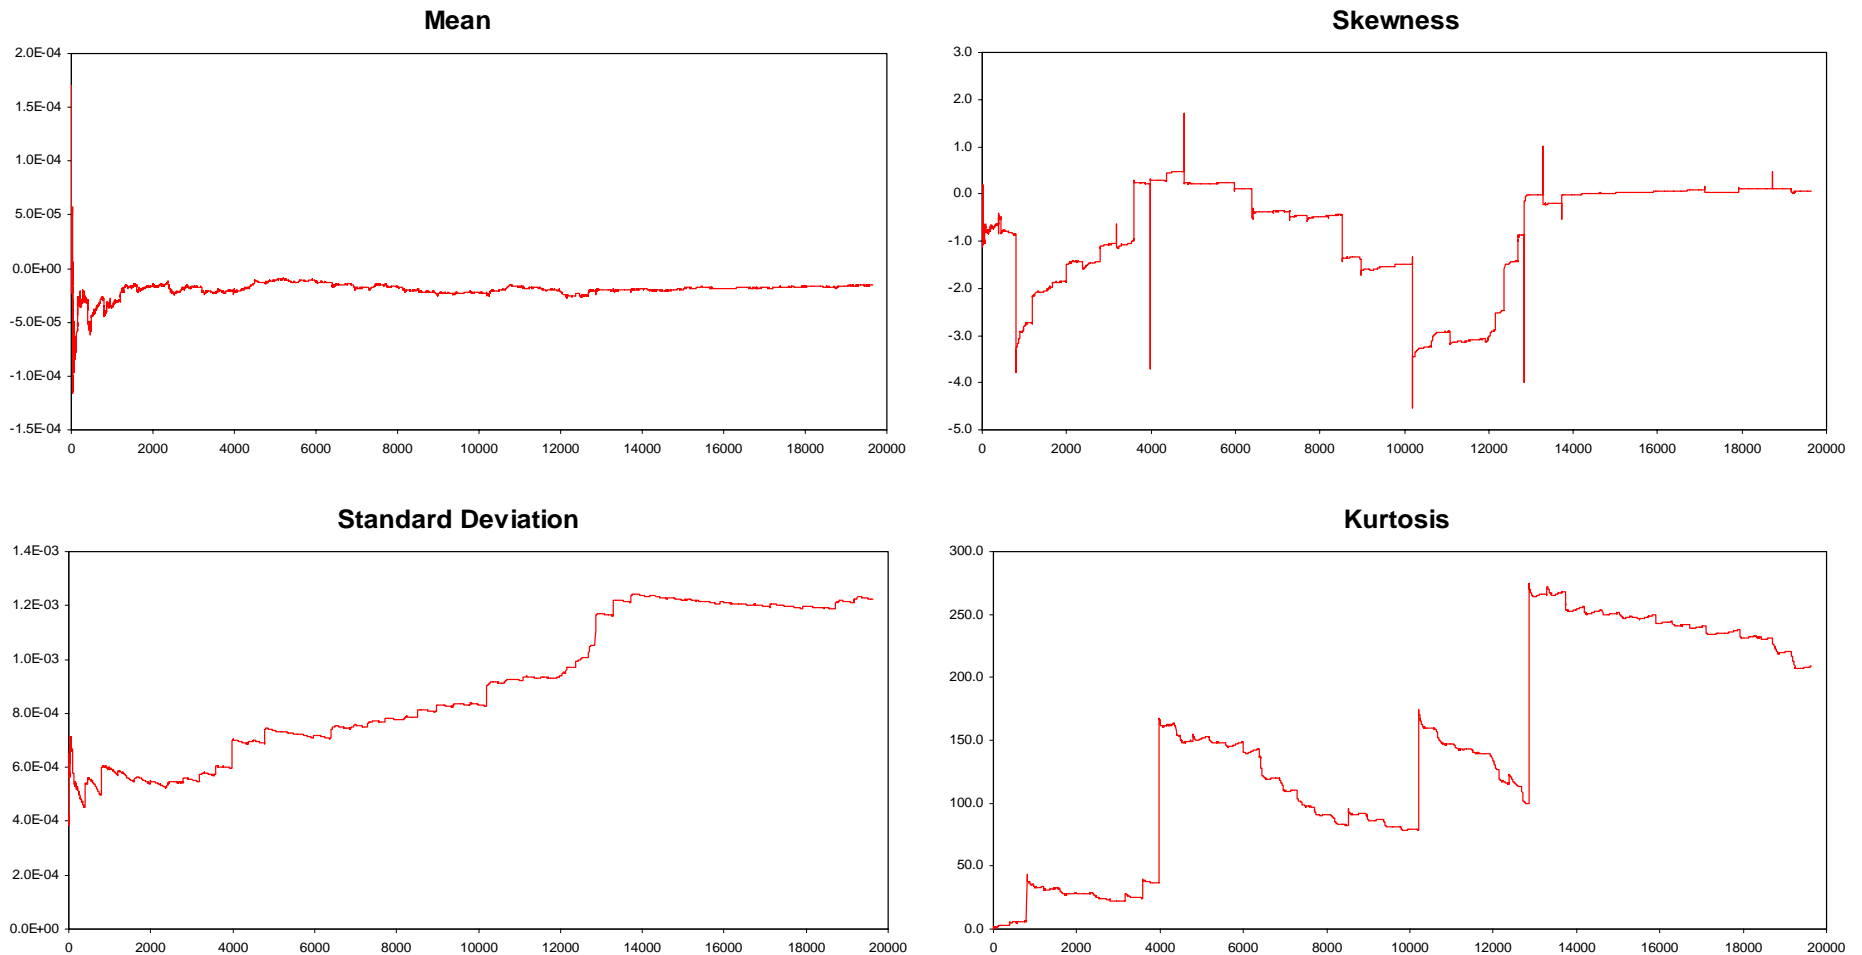 Mean
2.0E-04
1.5E-04
1.0E-04
5.0E-05
0.0E+00
-5.0E-05
-1.0E-04
-1.5E-04
0 2000 4000 6000 8000 10000 12000 14000 16000 18000 20000
Skewness
3.0
2.0
1.0
0.0
-1.0
-2.0
-3.0
-4.0
-5.0
0 2000 4000 6000 8000 10000 12000 14000 16000 18000 20000
Standard Deviation
1.4E-03
1.2E-03
1.0E-03
8.0E-04
6.0E-04
4.0E-04
2.0E-04
0.0E+00
0 2000 4000 6000 8000 10000 12000 14000 16000 18000 20000
Kurtosis
300.0
250.0
200.0
150.0
100.0
50.0
0.0
0 2000 4000 6000 8000 10000 12000 14000 16000 18000 20000